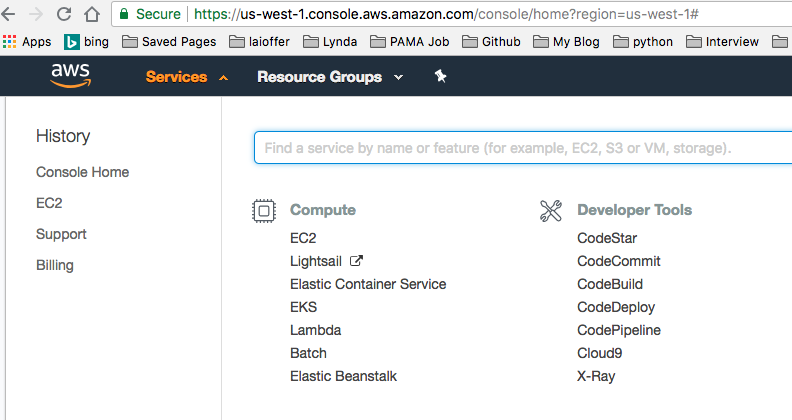 Secure https://us-west-1.console.aws.amazon.com/console/home?region=us-west-1#
Apps bing Saved Pages laioffer Lynda PAMA Job Github My Blog python Interview
aws Services Resource Groups
History
Console Home
EC2
Support
Billing
Find a service by name or feature (for example, EC2, S3 or VM, storage).
Compute
EC2
Lightsail
Elastic Container Service
EKS
Lambda
Batch
Elastic Beanstalk
Developer Tools
CodeStar
CodeCommit
CodeBuild
CodeDeploy
CodePipeline
Cloud9
X-Ray